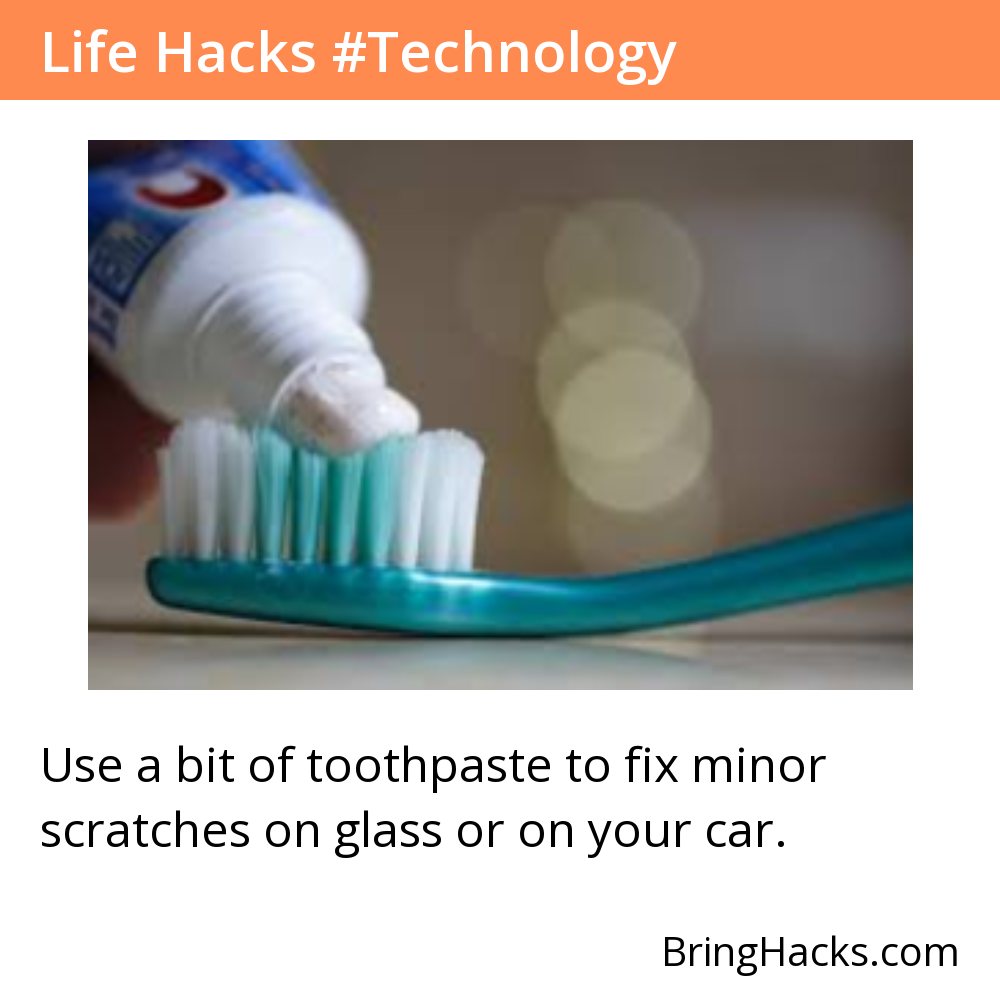 Life Hacks #Technology
Use a bit of toothpaste to fix minor
scratches on glass or on your car.
BringHacks.com